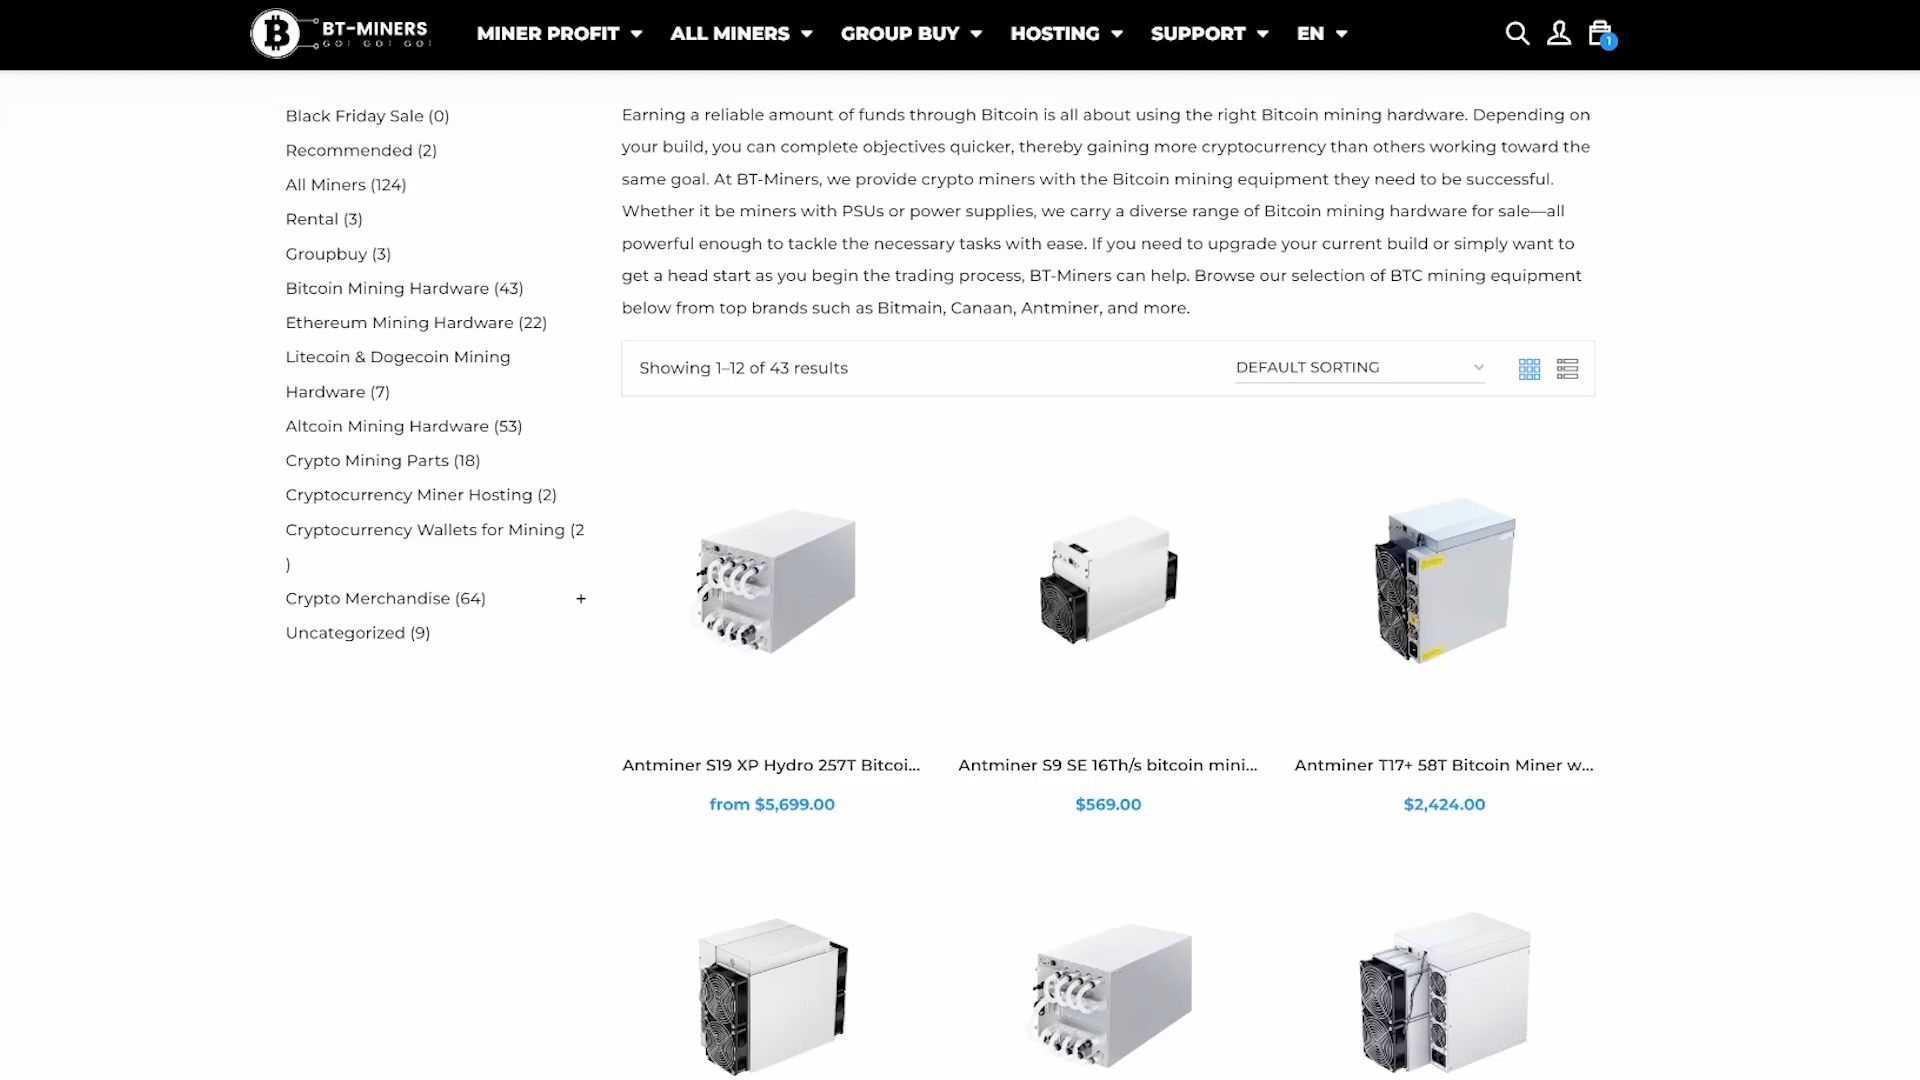 BT-MINERS
GO! GO! GO!
MINER PROFIT
ALL MINERS
GROUP BUY
HOSTING
SUPPORT
EN
1
Black Friday Sale (0)
Recommended (2)
All Miners (124)
Rental (3)
Groupbuy (3)
Bitcoin Mining Hardware (43)
Ethereum Mining Hardware (22)
Litecoin & Dogecoin Mining
Hardware (7)
Altcoin Mining Hardware (53)
Crypto Mining Parts (18)
Cryptocurrency Miner Hosting (2)
Cryptocurrency Wallets for Mining (2
)
Crypto Merchandise (64) +
Uncategorized (9)
Earning a reliable amount of funds through Bitcoin is all about using the right Bitcoin mining hardware. Depending on
your build, you can complete objectives quicker, thereby gaining more cryptocurrency than others working toward the
same goal. At BT-Miners, we provide crypto miners with the Bitcoin mining equipment they need to be successful.
Whether it be miners with PSUs or power supplies, we carry a diverse range of Bitcoin mining hardware for sale—all
powerful enough to tackle the necessary tasks with ease. If you need to upgrade your current build or simply want to
get a head start as you begin the trading process, BT-Miners can help. Browse our selection of BTC mining equipment
below from top brands such as Bitmain, Canaan, Antminer, and more.
Showing 1–12 of 43 results
DEFAULT SORTING
Antminer S19 XP Hydro 257T Bitcoi...
from $5,699.00
Antminer S9 SE 16Th/s bitcoin mini...
$569.00
Antminer T17+ 58T Bitcoin Miner w...
$2,424.00